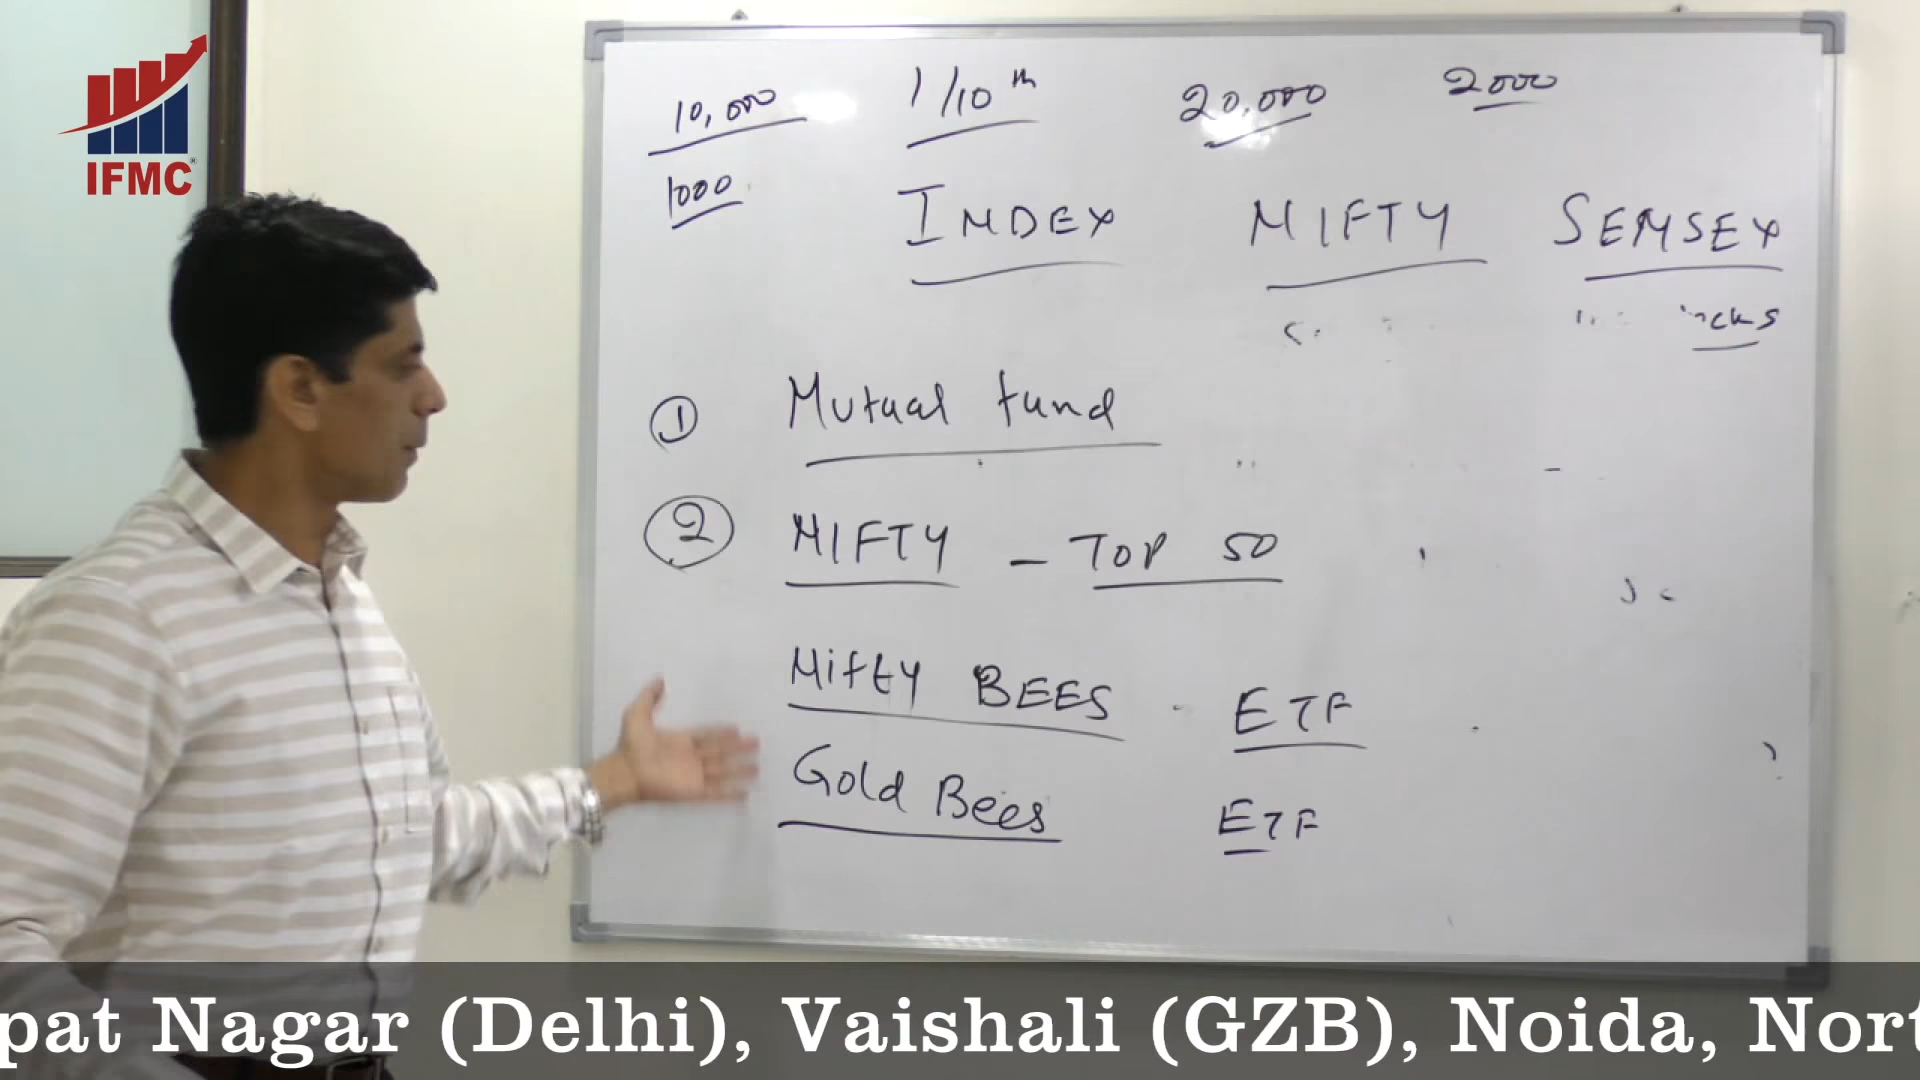 IFMC®
10,000 1/10th 20,000 2000
1000
INDEX NIFTY SENSEX
① Mutual fund
② NIFTY - TOP 50
Nifty BEES - ETF
Gold Bees ETF
pat Nagar (Delhi), Vaishali (GZB), Noida, Nort